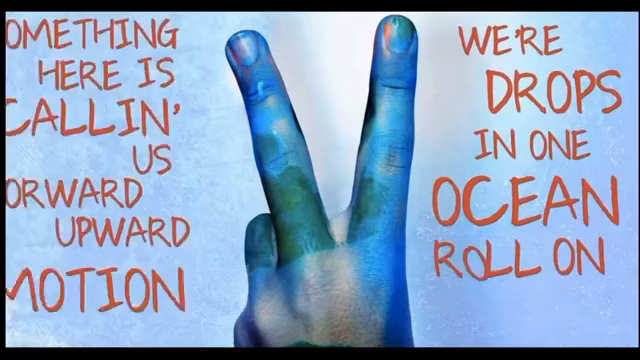 OMETHING
HERE IS
CALLIN'
US
ORWARD
UPWARD
MOTION
WE'RE
DROPS
IN ONE
OCEAN
ROLL ON